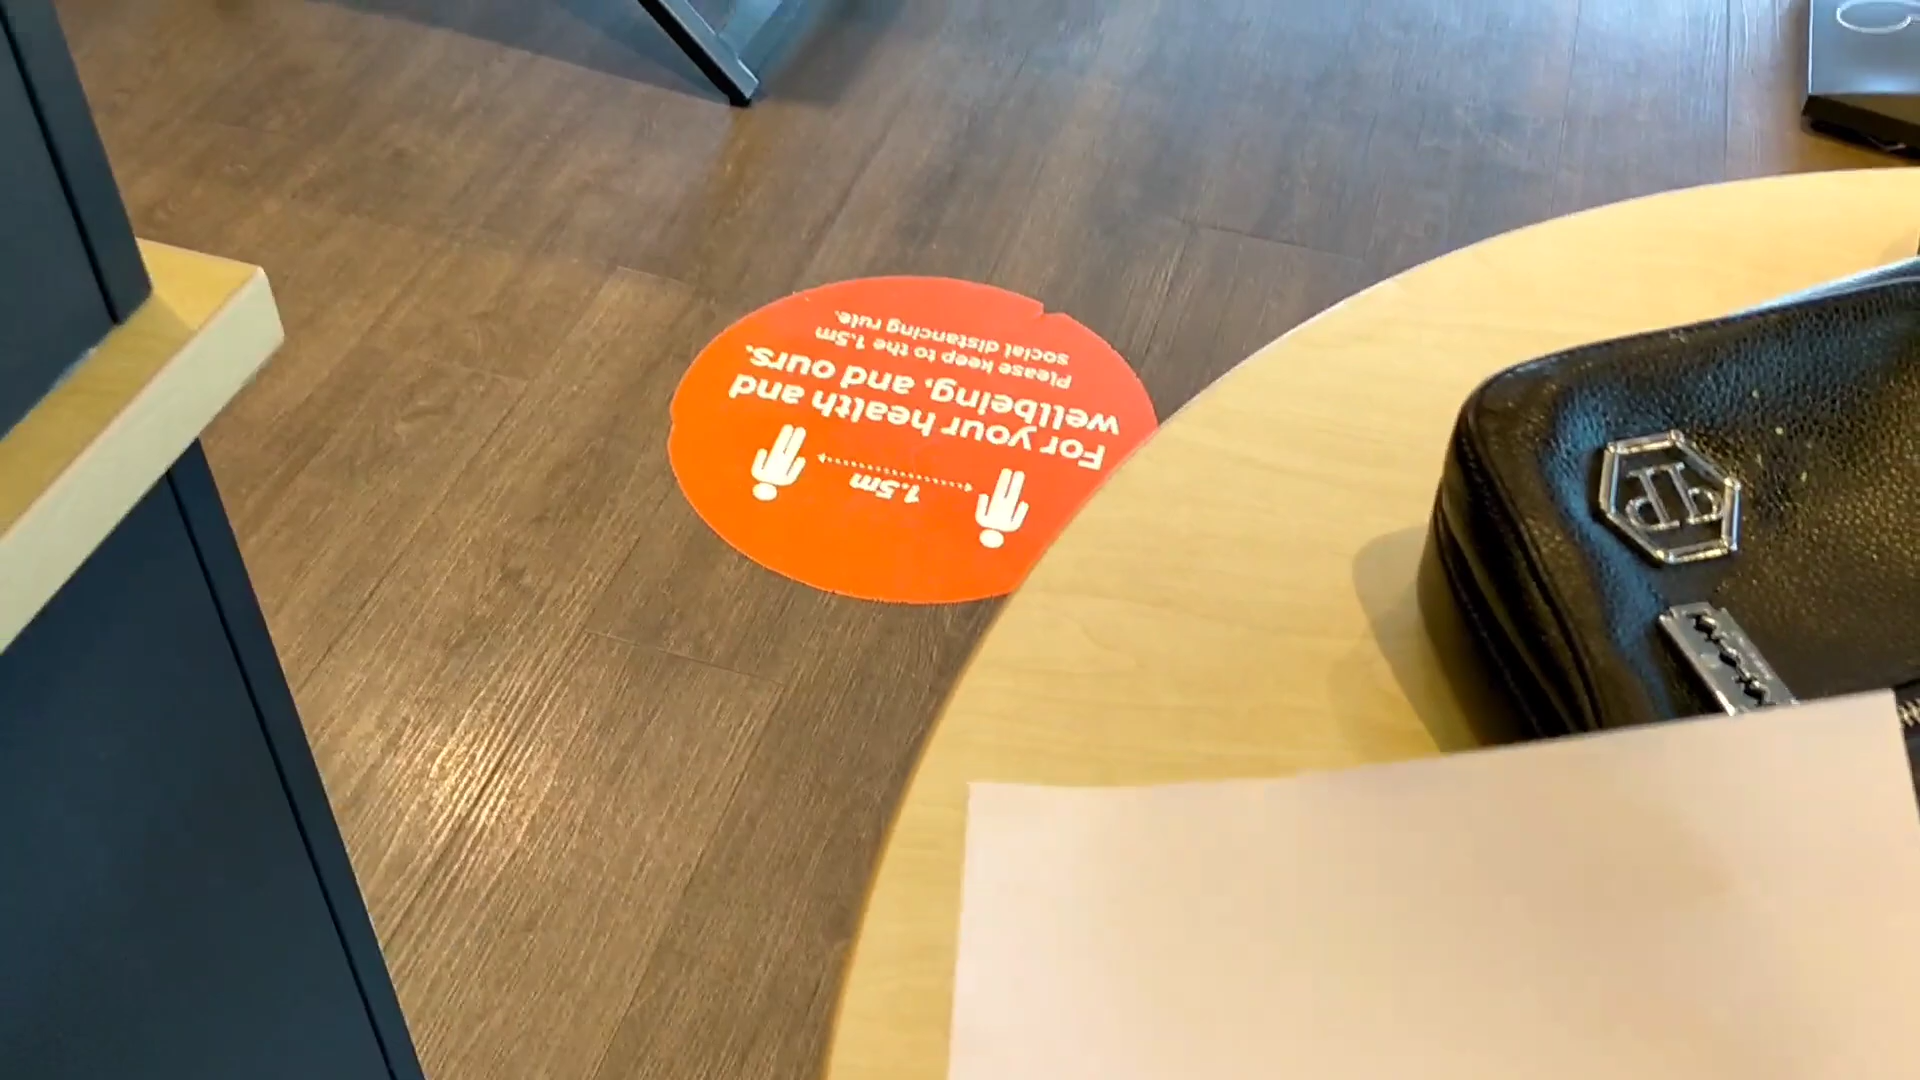 1.5m
For your health and
wellbeing, and ours.
Please keep to the 1.5m
social distancing rule.